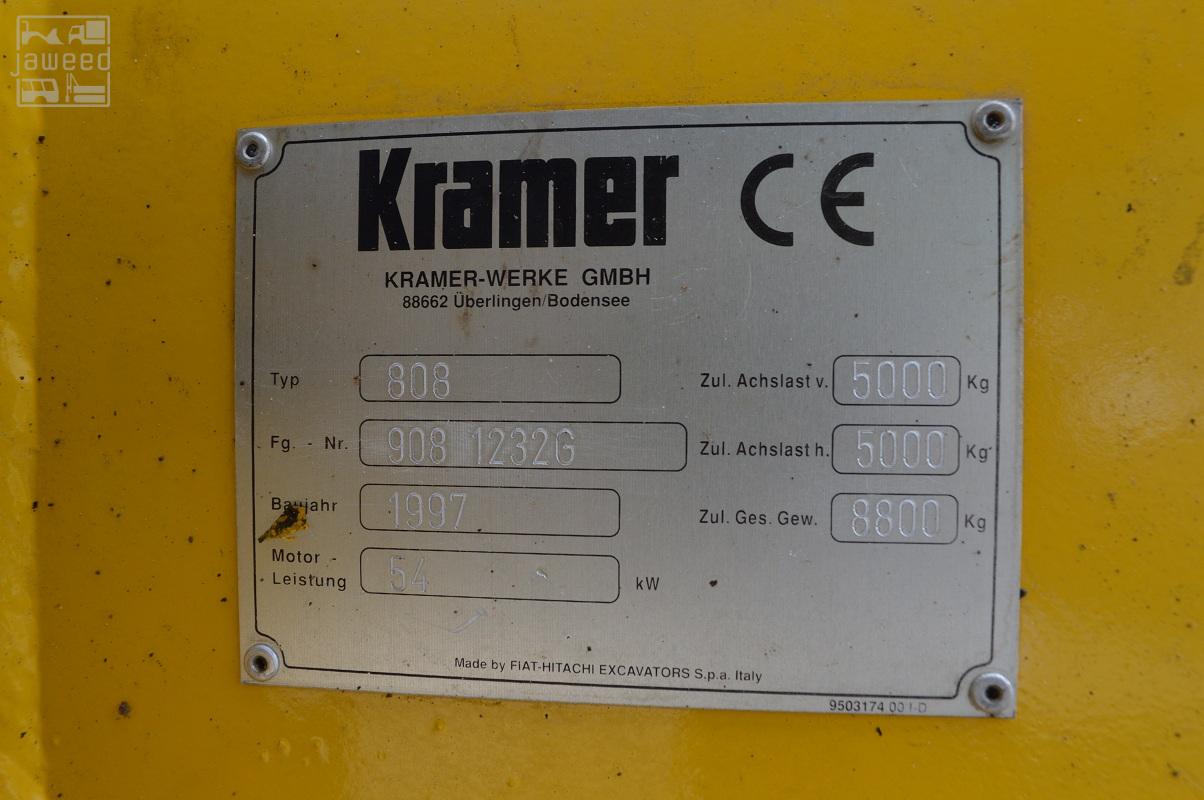 jaweed
Kramer CE
KRAMER-WERKE GMBH
88662 Überlingen/Bodensee
Typ 808 Zul. Achslast v. 5000 Kg
Fg. - Nr. 908 1232G Zul. Achslast h. 5000 Kg
Baujahr 1997 Zul. Ges. Gew. 8800 Kg
Motor -
Leistung 54 kW
Made by FIAT-HITACHI EXCAVATORS S.p.a. Italy
9503174 00 I-D